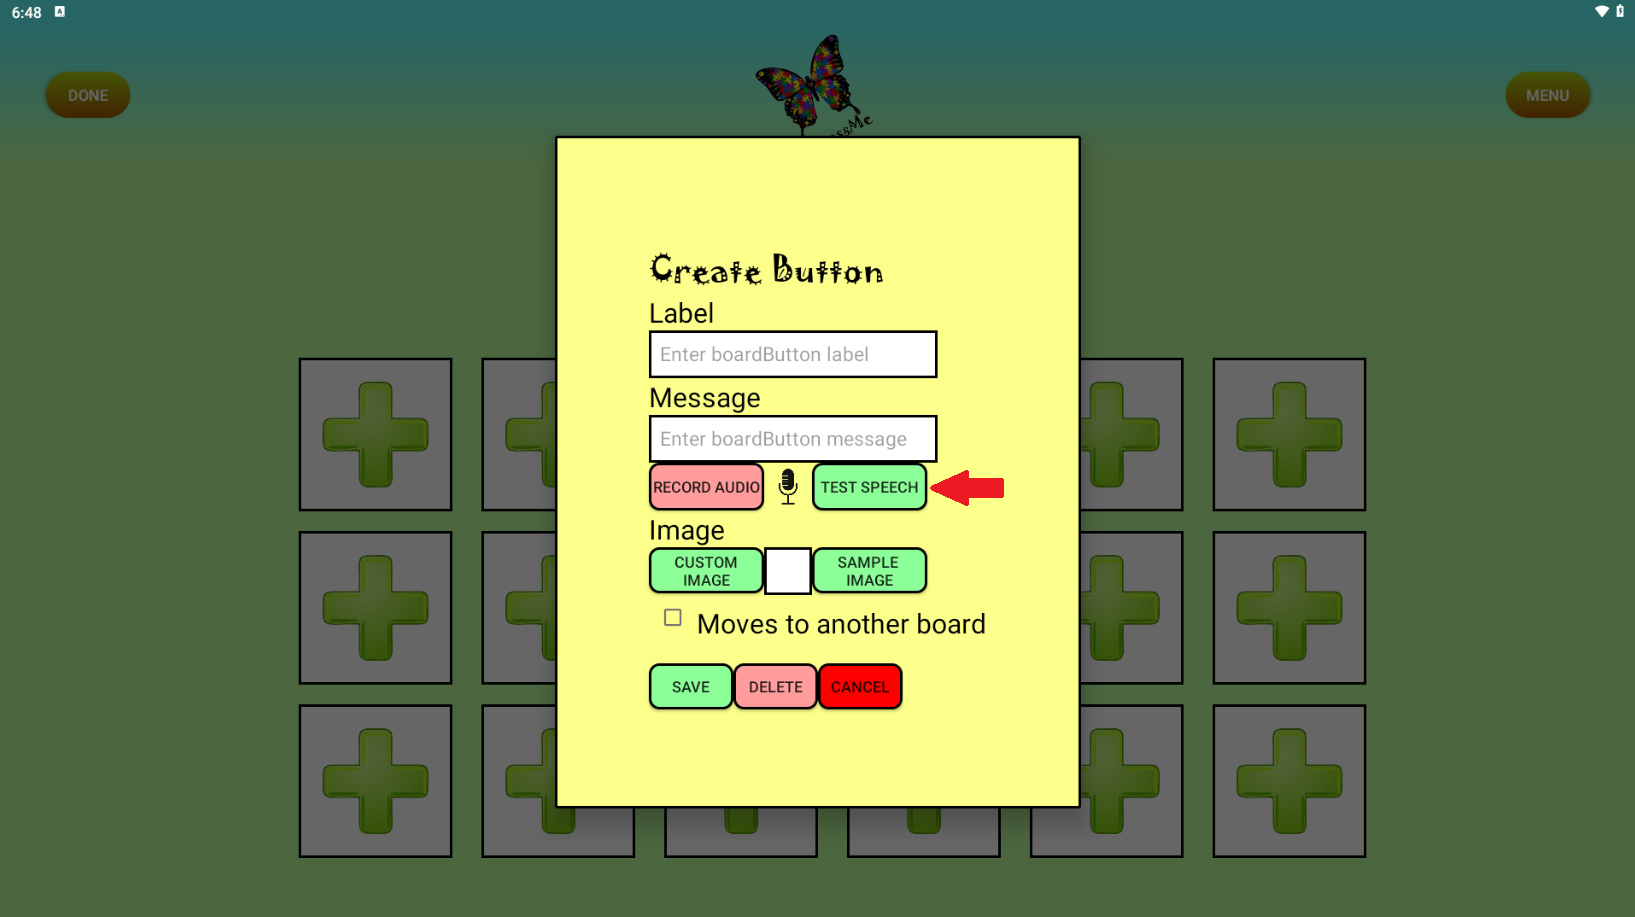 6:48
DONE
MENU
Create Button
Label
Enter boardButton label
Message
Enter boardButton message
RECORD AUDIO
TEST SPEECH
Image
CUSTOM
IMAGE
SAMPLE
IMAGE
Moves to another board
SAVE
DELETE
CANCEL